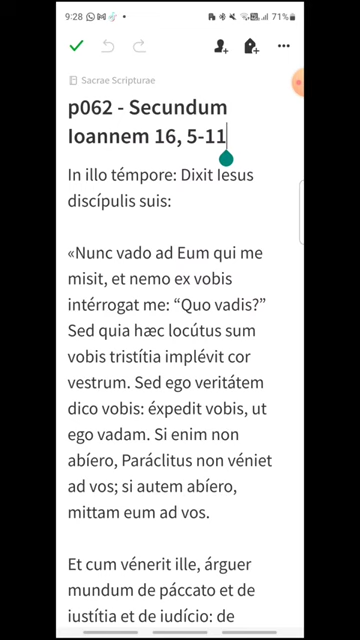 9:28
71%
Sacrae Scripturae
p062 - Secundum
Ioannem 16, 5-11
In illo témpore: Dixit Iesus
discípulis suis:
«Nunc vado ad Eum qui me
misit, et nemo ex vobis
intérrogat me: “Quo vadis?”
Sed quia hæc locútus sum
vobis tristítia implévit cor
vestrum. Sed ego veritátem
dico vobis: éxpedit vobis, ut
ego vadam. Si enim non
abíero, Paráclitus non véniet
ad vos; si autem abíero,
mittam eum ad vos.
Et cum vénerit ille, árguer
mundum de páccato et de
iustítia et de iudício: de